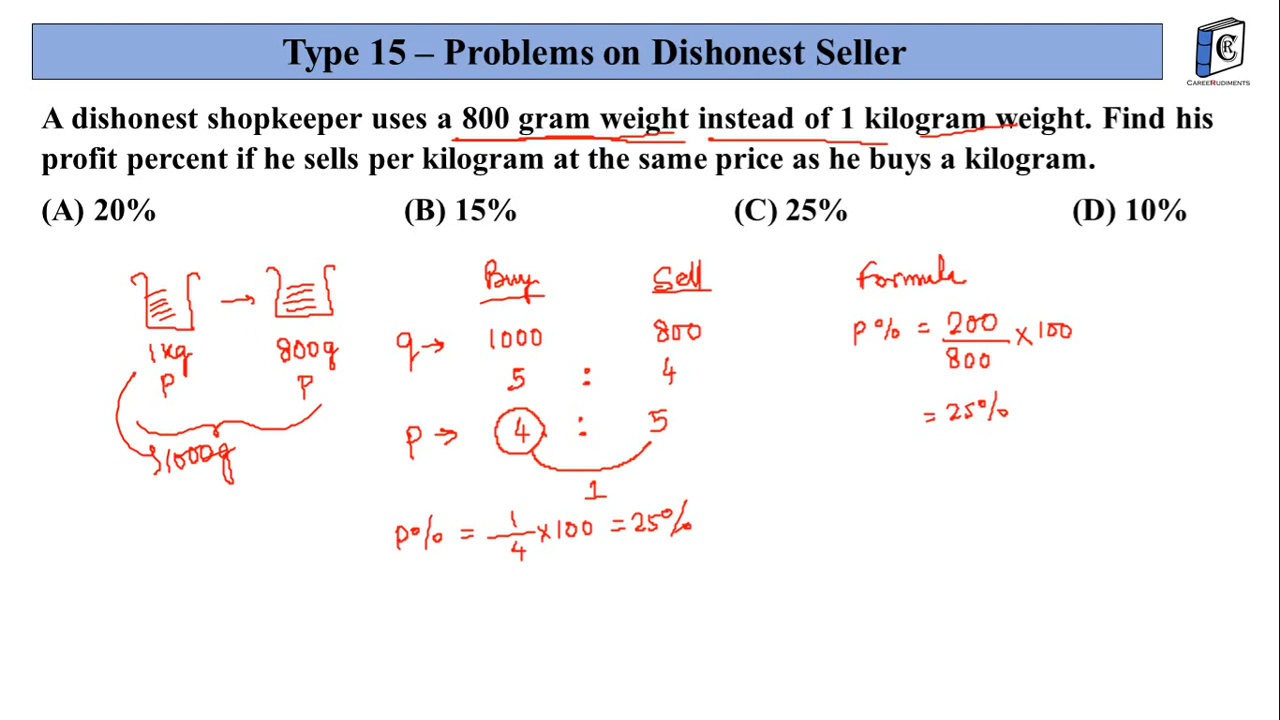 Type 15 – Problems on Dishonest Seller
CR
CAREERUDIMENTS
A dishonest shopkeeper uses a 800 gram weight instead of 1 kilogram weight. Find his
profit percent if he sells per kilogram at the same price as he buys a kilogram.
(A) 20% (B) 15% (C) 25% (D) 10%
1kg → 800g
P P
1000g
Buy Sell
q → 1000 800
5 : 4
P → 4 : 5
1
P% = 1/4 × 100 = 25%
Formula
P% = 200/800 × 100
= 25%